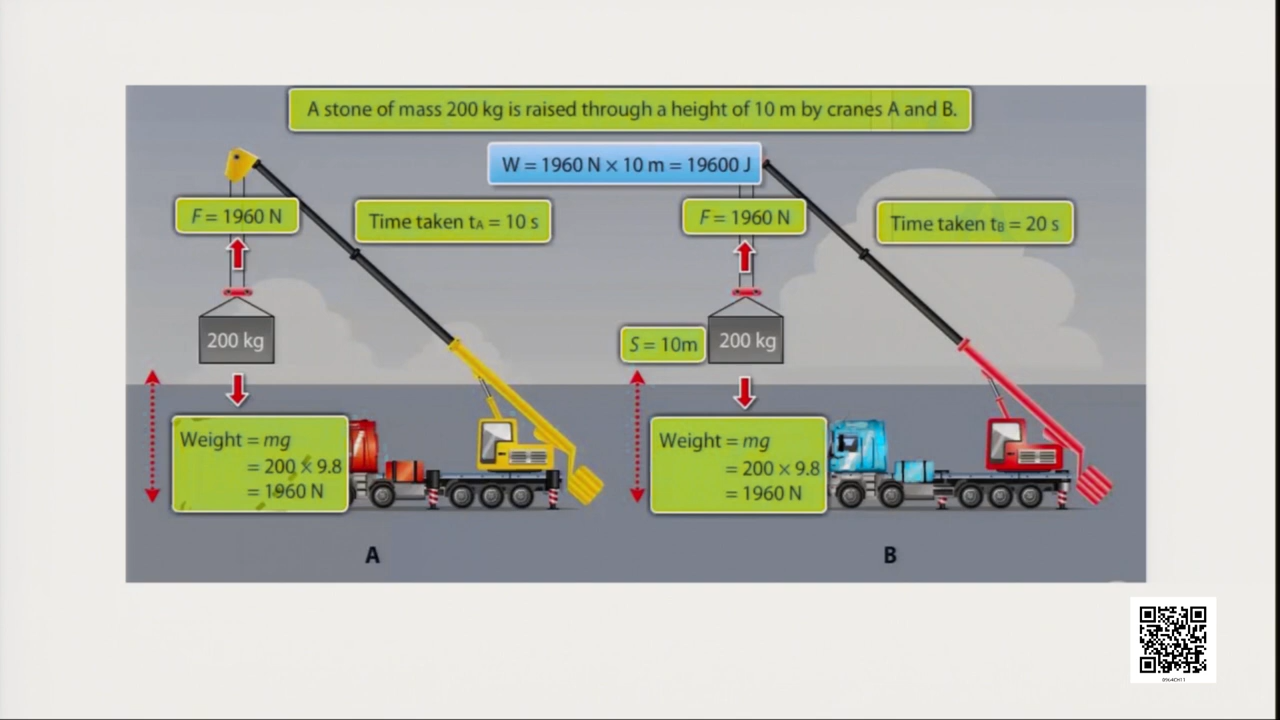 A stone of mass 200 kg is raised through a height of 10 m by cranes A and B.
W = 1960 N × 10 m = 19600 J
F = 1960 N
Time taken tA = 10 s
F = 1960 N
Time taken tB = 20 s
200 kg
S = 10m
200 kg
Weight = mg
= 200 × 9.8
= 1960 N
Weight = mg
= 200 × 9.8
= 1960 N
A
B